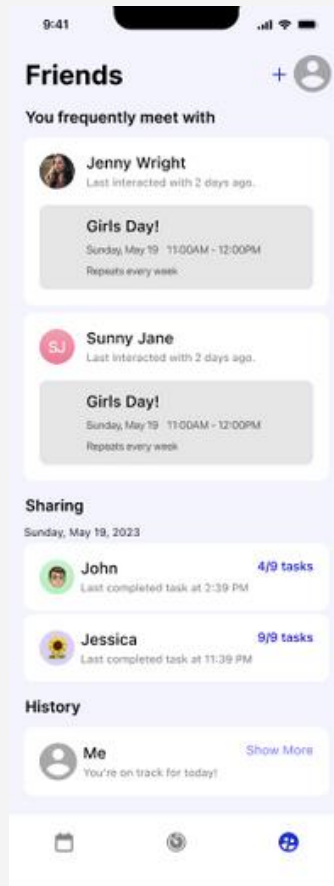 9:41
Friends
+
You frequently meet with
Jenny Wright
Last interacted with 2 days ago.
Girls Day!
Sunday, May 19 11:00AM - 12:00PM
Repeats every week
SJ
Sunny Jane
Last interacted with 2 days ago.
Girls Day!
Sunday, May 19 11:00AM - 12:00PM
Repeats every week
Sharing
Sunday, May 19, 2023
John
4/9 tasks
Last completed task at 2:39 PM
Jessica
9/9 tasks
Last completed task at 11:39 PM
History
Me
Show More
You're on track for today!